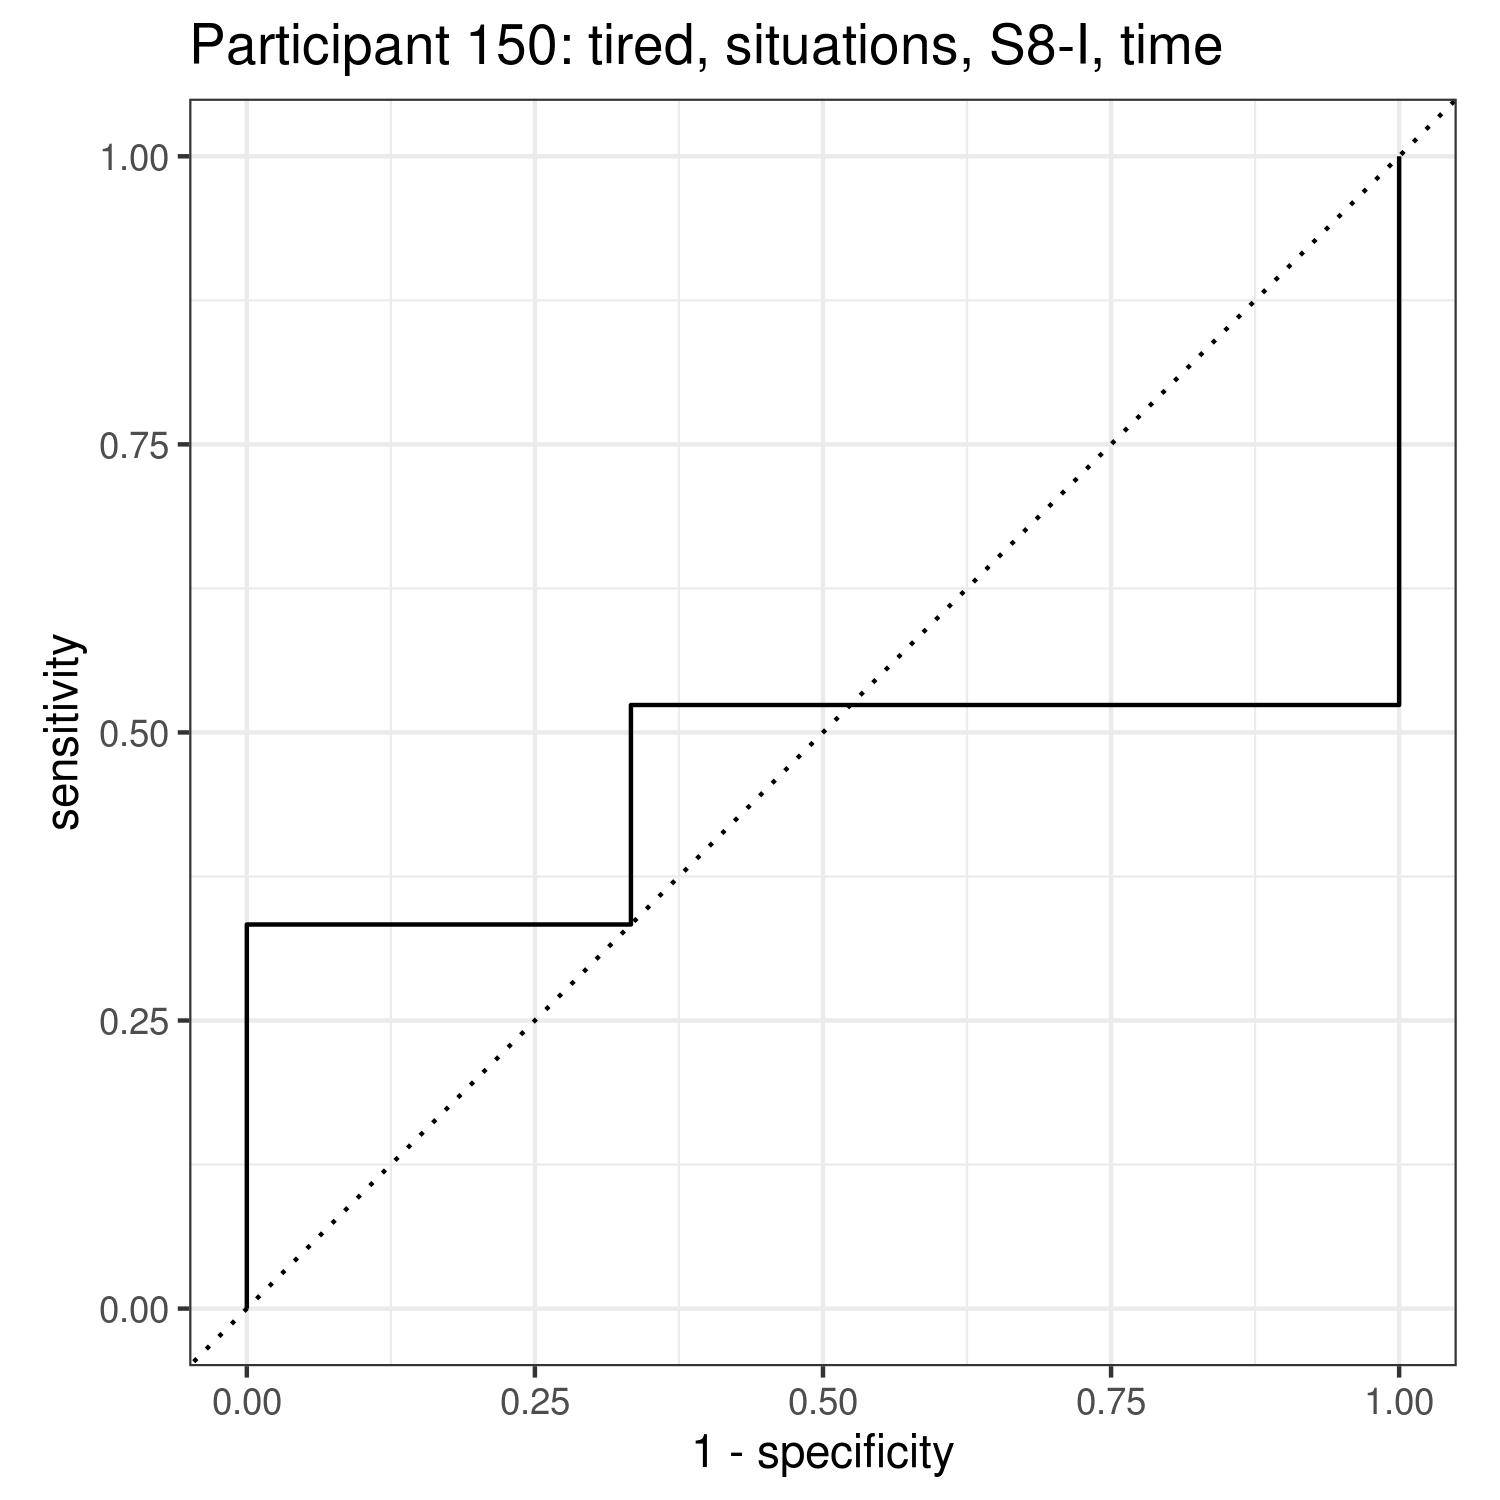 Participant 150: tired, situations, S8-I, time
1.00
0.75
0.50
0.25
0.00
sensitivity
0.00 0.25 0.50 0.75 1.00
1 - specificity